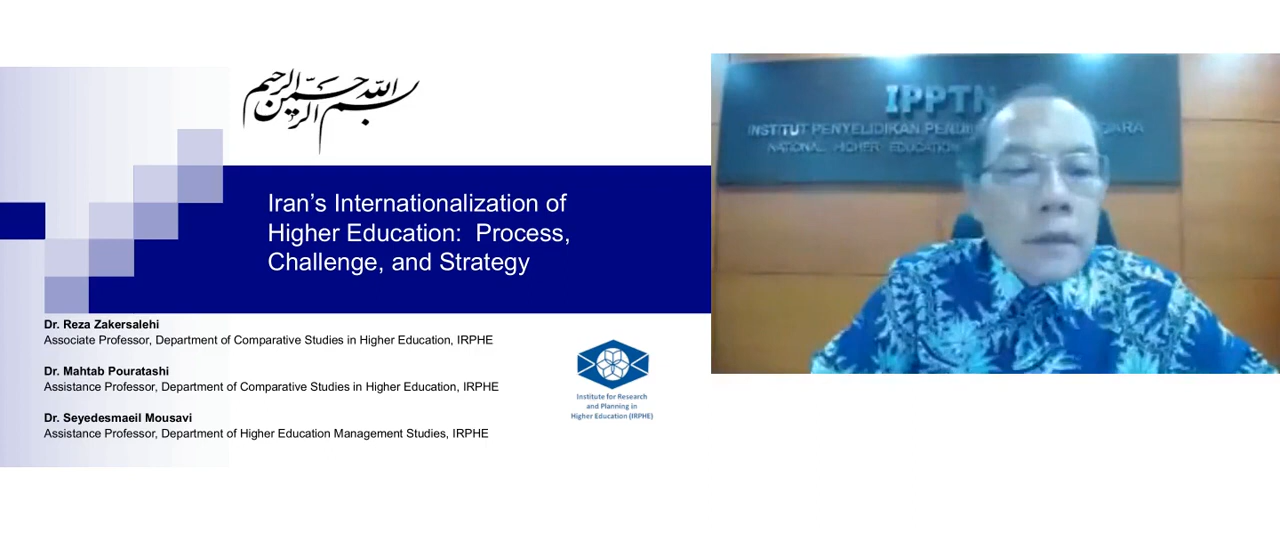 بسم الله الرحمن الرحیم
Iran's Internationalization of
Higher Education:  Process,
Challenge, and Strategy
Dr. Reza Zakersalehi
Associate Professor, Department of Comparative Studies in Higher Education, IRPHE
Dr. Mahtab Pouratashi
Assistance Professor, Department of Comparative Studies in Higher Education, IRPHE
Dr. Seyedesmaeil Mousavi
Assistance Professor, Department of Higher Education Management Studies, IRPHE
Institute for Research
and Planning in
Higher Education (IRPHE)
IPPTN
INSTITUT PENYELIDIKAN
NATIONAL HIGHER EDUCATION